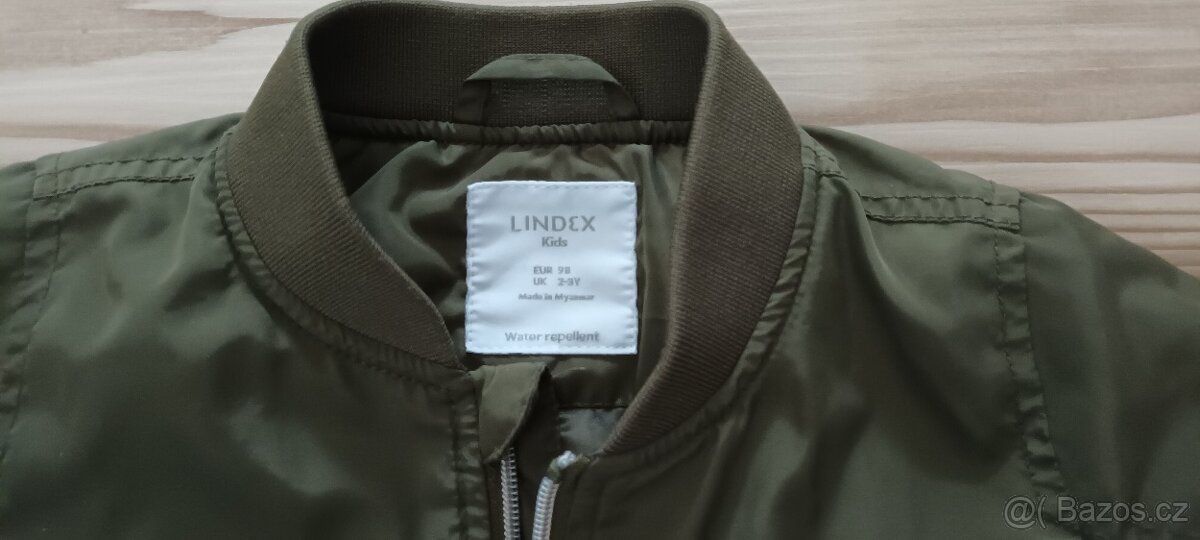 LINDEX
Kids
EUR 98
UK 2-3Y
Made in Myanmar
Water repellent
@( Bazos.cz